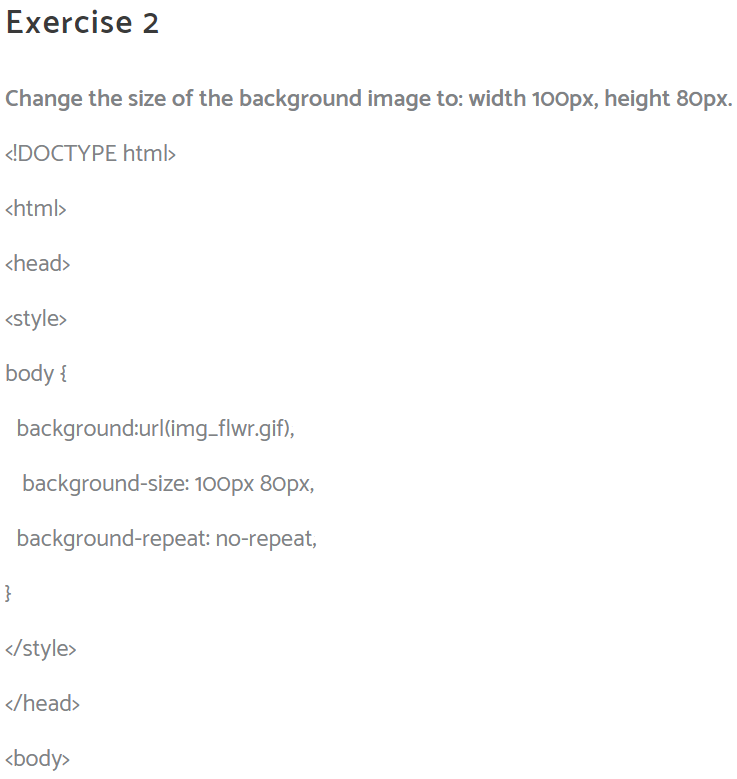 Exercise 2
Change the size of the background image to: width 100px, height 80px.
<!DOCTYPE html>
<html>
<head>
<style>
body {
background:url(img_flwr.gif),
background-size: 100px 80px,
background-repeat: no-repeat,
}
</style>
</head>
<body>